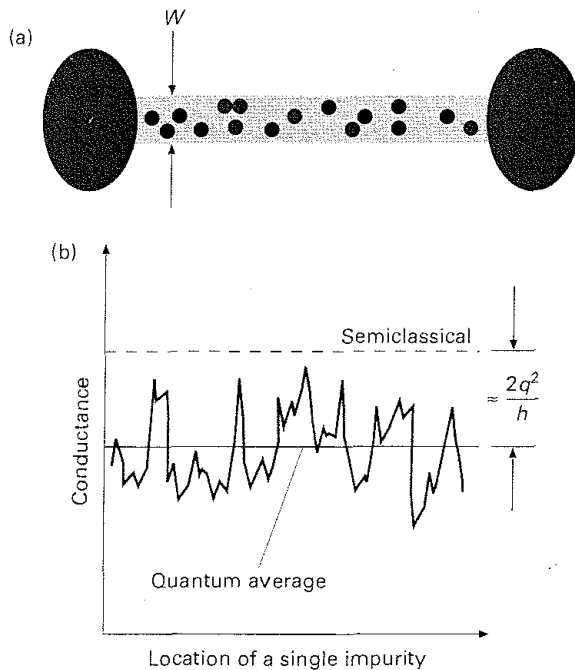 W
(a)
(b)
Semiclassical
≈ 2q²/h
Conductance
Quantum average
Location of a single impurity